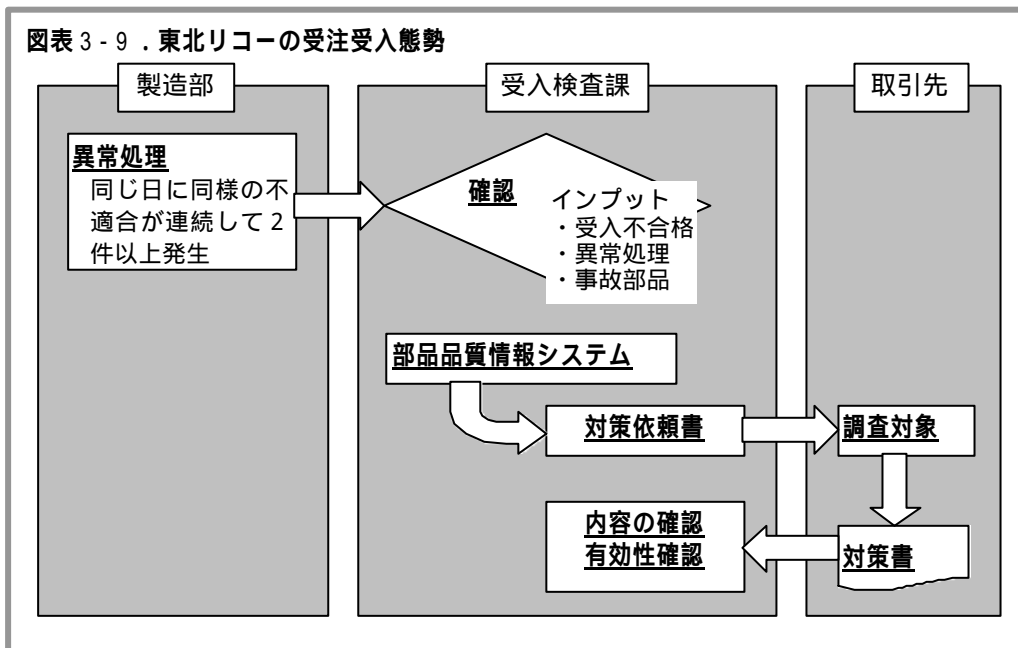 図表3-9．東北リコーの受注受入態勢
製造部
受入検査課
取引先
異常処理
同じ日に同様の不
適合が連続して2
件以上発生
確認
インプット
・受入不合格
・異常処理
・事故部品
部品品質情報システム
対策依頼書
調査対象
内容の確認
有効性確認
対策書